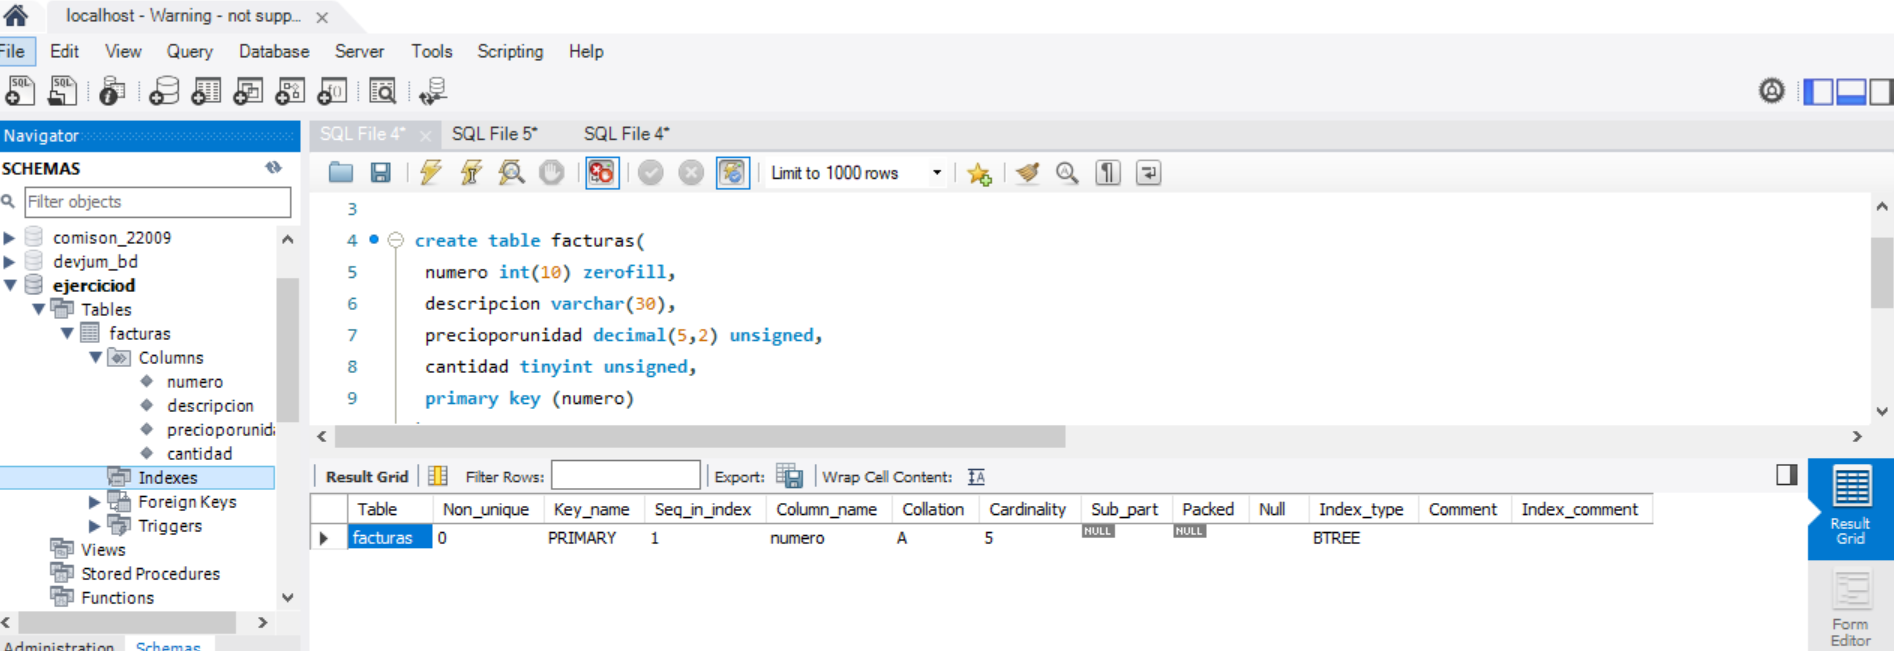 localhost - Warning - not supp...
File Edit View Query Database Server Tools Scripting Help
Navigator
SCHEMAS
Filter objects
comison_22009
devjum_bd
ejerciciod
Tables
facturas
Columns
numero
descripcion
precioporunid
cantidad
Indexes
Foreign Keys
Triggers
Views
Stored Procedures
Functions
Administration Schemas
SQL File 4* SQL File 5* SQL File 4*
Limit to 1000 rows
3
4 create table facturas(
5 numero int(10) zerofill,
6 descripcion varchar(30),
7 precioporunidad decimal(5,2) unsigned,
8 cantidad tinyint unsigned,
9 primary key (numero)
Result Grid Filter Rows: Export: Wrap Cell Content:
Table Non_unique Key_name Seq_in_index Column_name Collation Cardinality Sub_part Packed Null Index_type Comment Index_comment
facturas 0 PRIMARY 1 numero A 5 NULL NULL BTREE
Result
Grid
Form
Editor